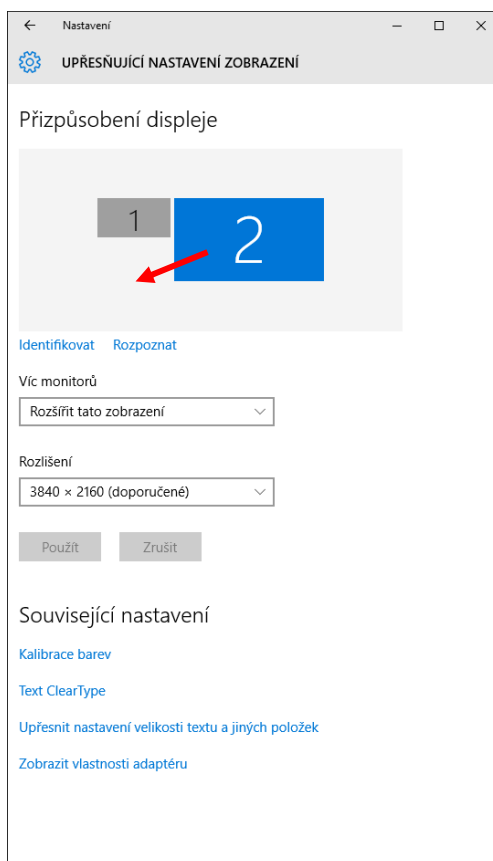 Nastavení
UPŘESŇUJÍCÍ NASTAVENÍ ZOBRAZENÍ
Přizpůsobení displeje
1
2
Identifikovat Rozpoznat
Víc monitorů
Rozšířit tato zobrazení
Rozlišení
3840 × 2160 (doporučené)
Použít Zrušit
Související nastavení
Kalibrace barev
Text ClearType
Upřesnit nastavení velikosti textu a jiných položek
Zobrazit vlastnosti adaptéru